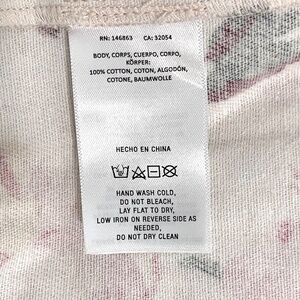 RN: 146863 CA: 32054
BODY, CORPS, CUERPO, CORPO,
KÖRPER:
100% COTTON, COTON, ALGODÓN,
COTONE, BAUMWOLLE
HECHO EN CHINA
HAND WASH COLD,
DO NOT BLEACH,
LAY FLAT TO DRY,
LOW IRON ON REVERSE SIDE AS
NEEDED,
DO NOT DRY CLEAN